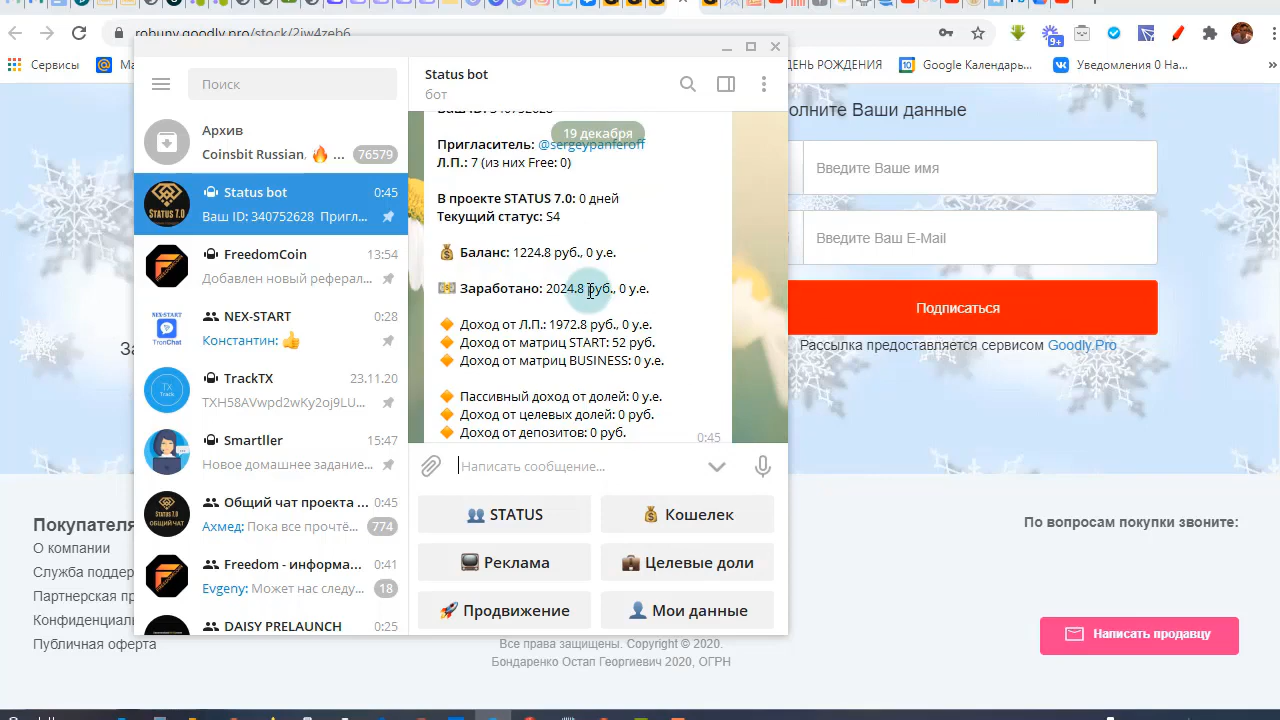 robupy.goodly.pro/stock/2iw4zeb6
9+
Сервисы
ДЕНЬ РОЖДЕНИЯ
10
Google Календарь...
Уведомления 0 На...
»
Поиск
Status bot
бот
Архив
Coinsbit Russian, 🔥 ...
76579
Status bot
0:45
Ваш ID: 340752628 Пригл...
FreedomCoin
13:54
Добавлен новый реферал...
NEX-START
0:28
Константин: 👍
TrackTX
23.11.20
TXH58AVwpd2wKy2oj9LU...
Smartller
15:47
Новое домашнее задание...
Общий чат проекта ...
0:45
Ахмед: Пока все прочтё...
774
Freedom - информа...
0:41
Evgeny: Может нас следу...
18
DAISY PRELAUNCH
0:25
19 декабря
Пригласитель: @sergeypanferoff
Л.П.: 7 (из них Free: 0)
В проекте STATUS 7.0: 0 дней
Текущий статус: S4
💰 Баланс: 1224.8 руб., 0 у.е.
💵 Заработано: 2024.8 руб., 0 у.е.
🔶 Доход от Л.П.: 1972.8 руб., 0 у.е.
🔶 Доход от матриц START: 52 руб.
🔶 Доход от матриц BUSINESS: 0 у.е.
🔶 Пассивный доход от долей: 0 у.е.
🔶 Доход от целевых долей: 0 руб.
🔶 Доход от депозитов: 0 руб.
0:45
Написать сообщение...
👥 STATUS
💰 Кошелек
📺 Реклама
💼 Целевые доли
🚀 Продвижение
👤 Мои данные
олните Ваши данные
Введите Ваше имя
Введите Ваш E-Mail
Подписаться
Рассылка предоставляется сервисом Goodly.Pro
Покупателя
О компании
Служба поддер
Партнерская пр
Конфиденциаль
Публичная оферта
Все права защищены. Copyright © 2020.
Бондаренко Остап Георгиевич 2020, ОГРН
По вопросам покупки звоните:
Написать продавцу